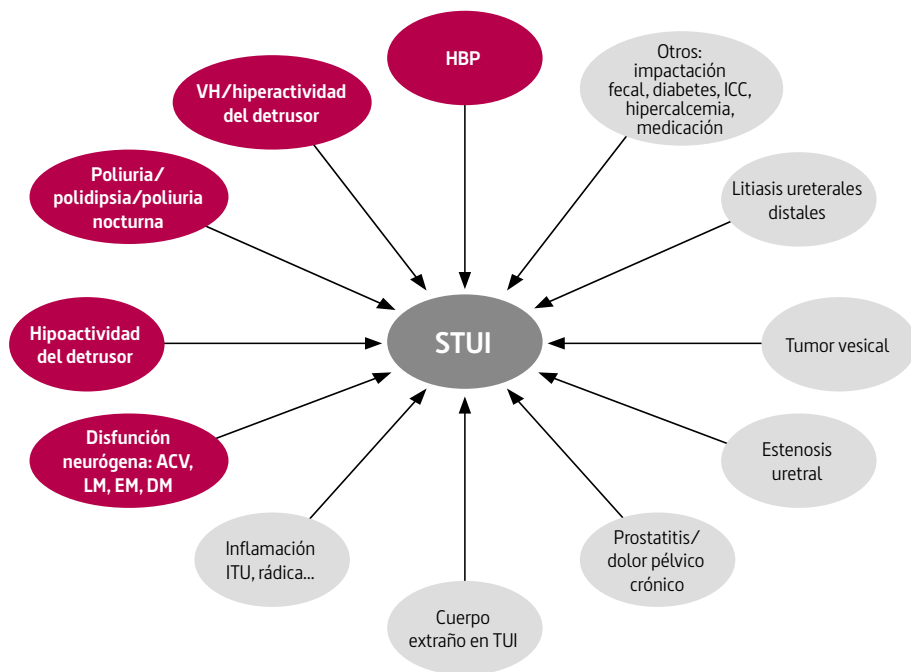 HBP
Otros:
impactación
fecal, diabetes, ICC,
hipercalcemia,
medicación
VH/hiperactividad
del detrusor
Litiasis ureterales
distales
Poliuria/
polidipsia/poliuria
nocturna
Hipoactividad
del detrusor
STUI
Tumor vesical
Disfunción
neurógena: ACV,
LM, EM, DM
Estenosis
uretral
Inflamación
ITU, rádica...
Prostatitis/
dolor pélvico
crónico
Cuerpo
extraño en TUI